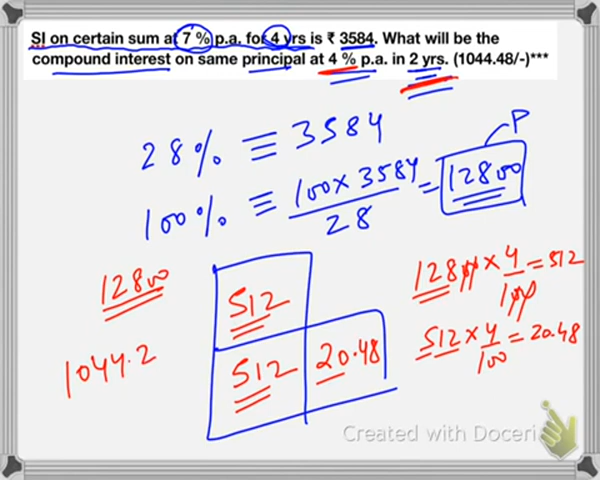 SI on certain sum at 7 % p.a. for 4 yrs is ₹ 3584. What will be the
compound interest on same principal at 4 % p.a. in 2 yrs. (1044.48/-)***
P
28% ≡ 3584
100% ≡ 100 × 3584 / 28 = 12800
12800
512
12800 × 4/100 = 512
1044.2
512 20.48
512 × 4/100 = 20.48
Created with Doceri